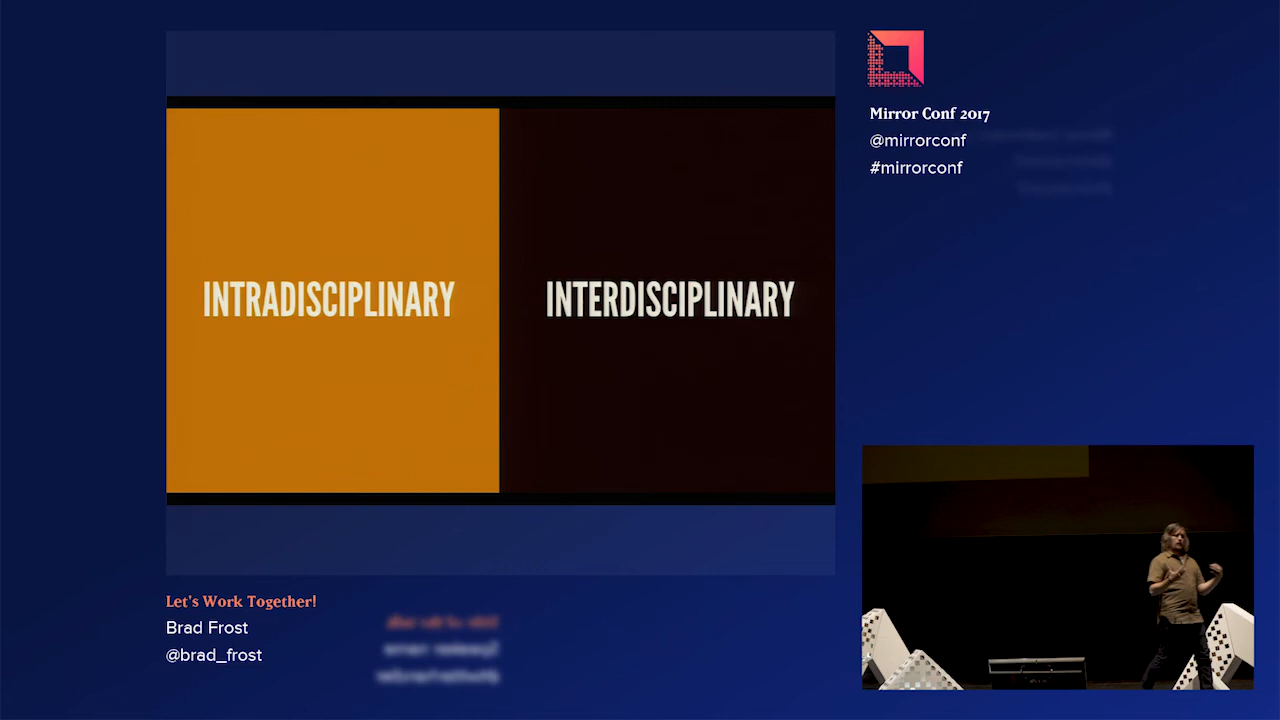 INTRADISCIPLINARY
INTERDISCIPLINARY
Mirror Conf 2017
@mirrorconf
#mirrorconf
Let's Work Together!
Brad Frost
@brad_frost